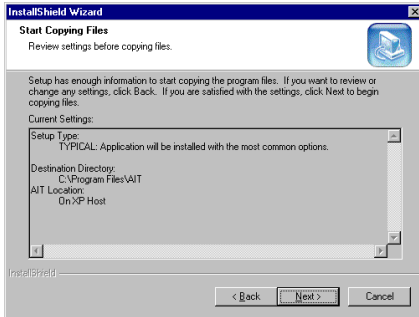 InstallShield Wizard
Start Copying Files
Review settings before copying files.
Setup has enough information to start copying the program files. If you want to review or
change any settings, click Back. If you are satisfied with the settings, click Next to begin
copying files.
Current Settings:
Setup Type:
TYPICAL: Application will be installed with the most common options.
Destination Directory:
C:\Program Files\AIT
AIT Location:
On XP Host
InstallShield
< Back
Next >
Cancel